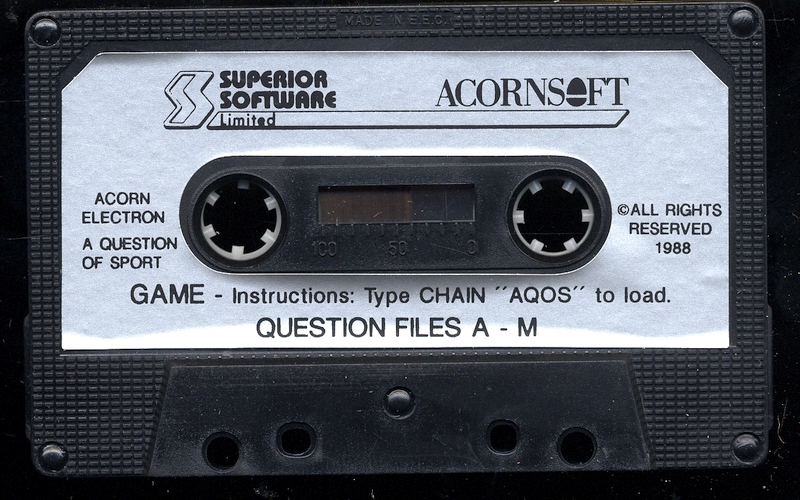 MADE IN E.E.C.
SUPERIOR
SOFTWARE
Limited
ACORNSOFT
ACORN
ELECTRON
A QUESTION
OF SPORT
100 50 0
©ALL RIGHTS
RESERVED
1988
GAME - Instructions: Type CHAIN ˝AQOS˝ to load.
QUESTION FILES A - M